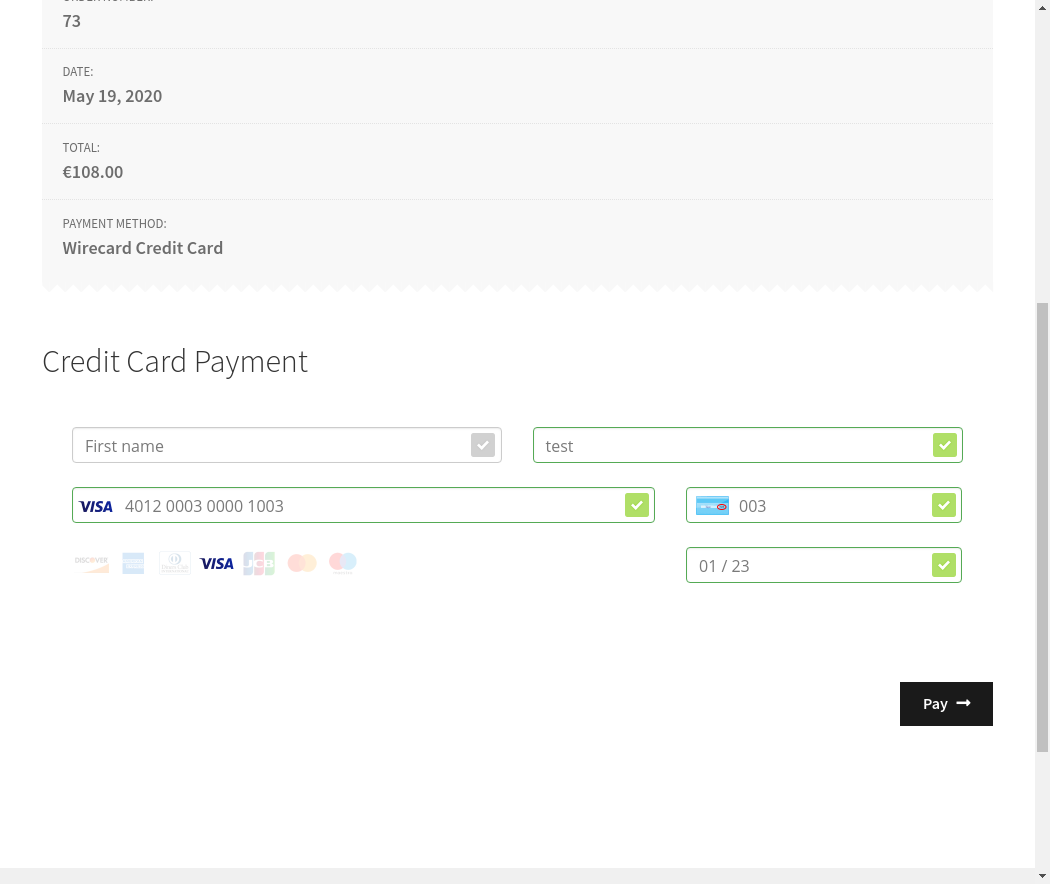 73
DATE:
May 19, 2020
TOTAL:
€108.00
PAYMENT METHOD:
Wirecard Credit Card
Credit Card Payment
First name
test
VISA 4012 0003 0000 1003
003
DISCOVER VISA JCB
01 / 23
Pay